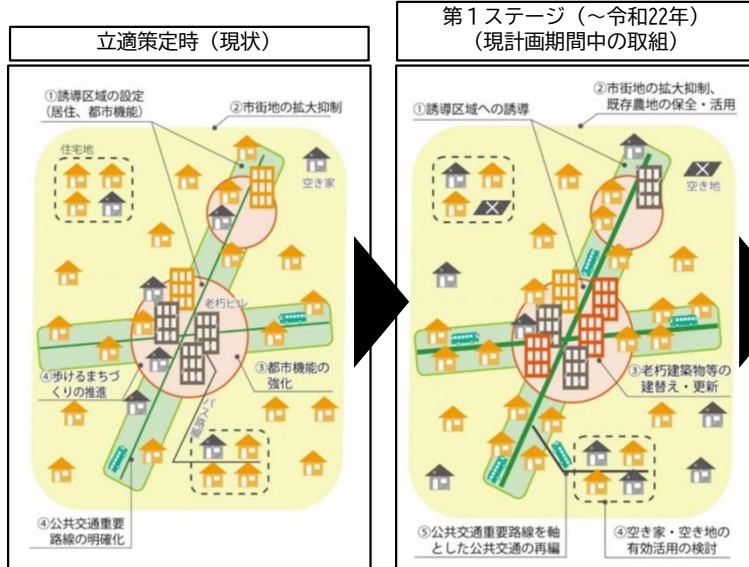 立適策定時（現状）
①誘導区域の設定
（居住、都市機能）
②市街地の拡大抑制
住宅地
空き家
老朽ビル
③都市機能の
強化
④歩けるまちづ
くりの推進
バス路線
④公共交通重要
路線の明確化
第１ステージ（～令和22年）
（現計画期間中の取組）
②市街地の拡大抑制、
既存農地の保全・活用
①誘導区域への誘導
空き地
③老朽建築物等の
建替え・更新
⑤公共交通重要路線を軸
とした公共交通の再編
④空き家・空き地の
有効活用の検討